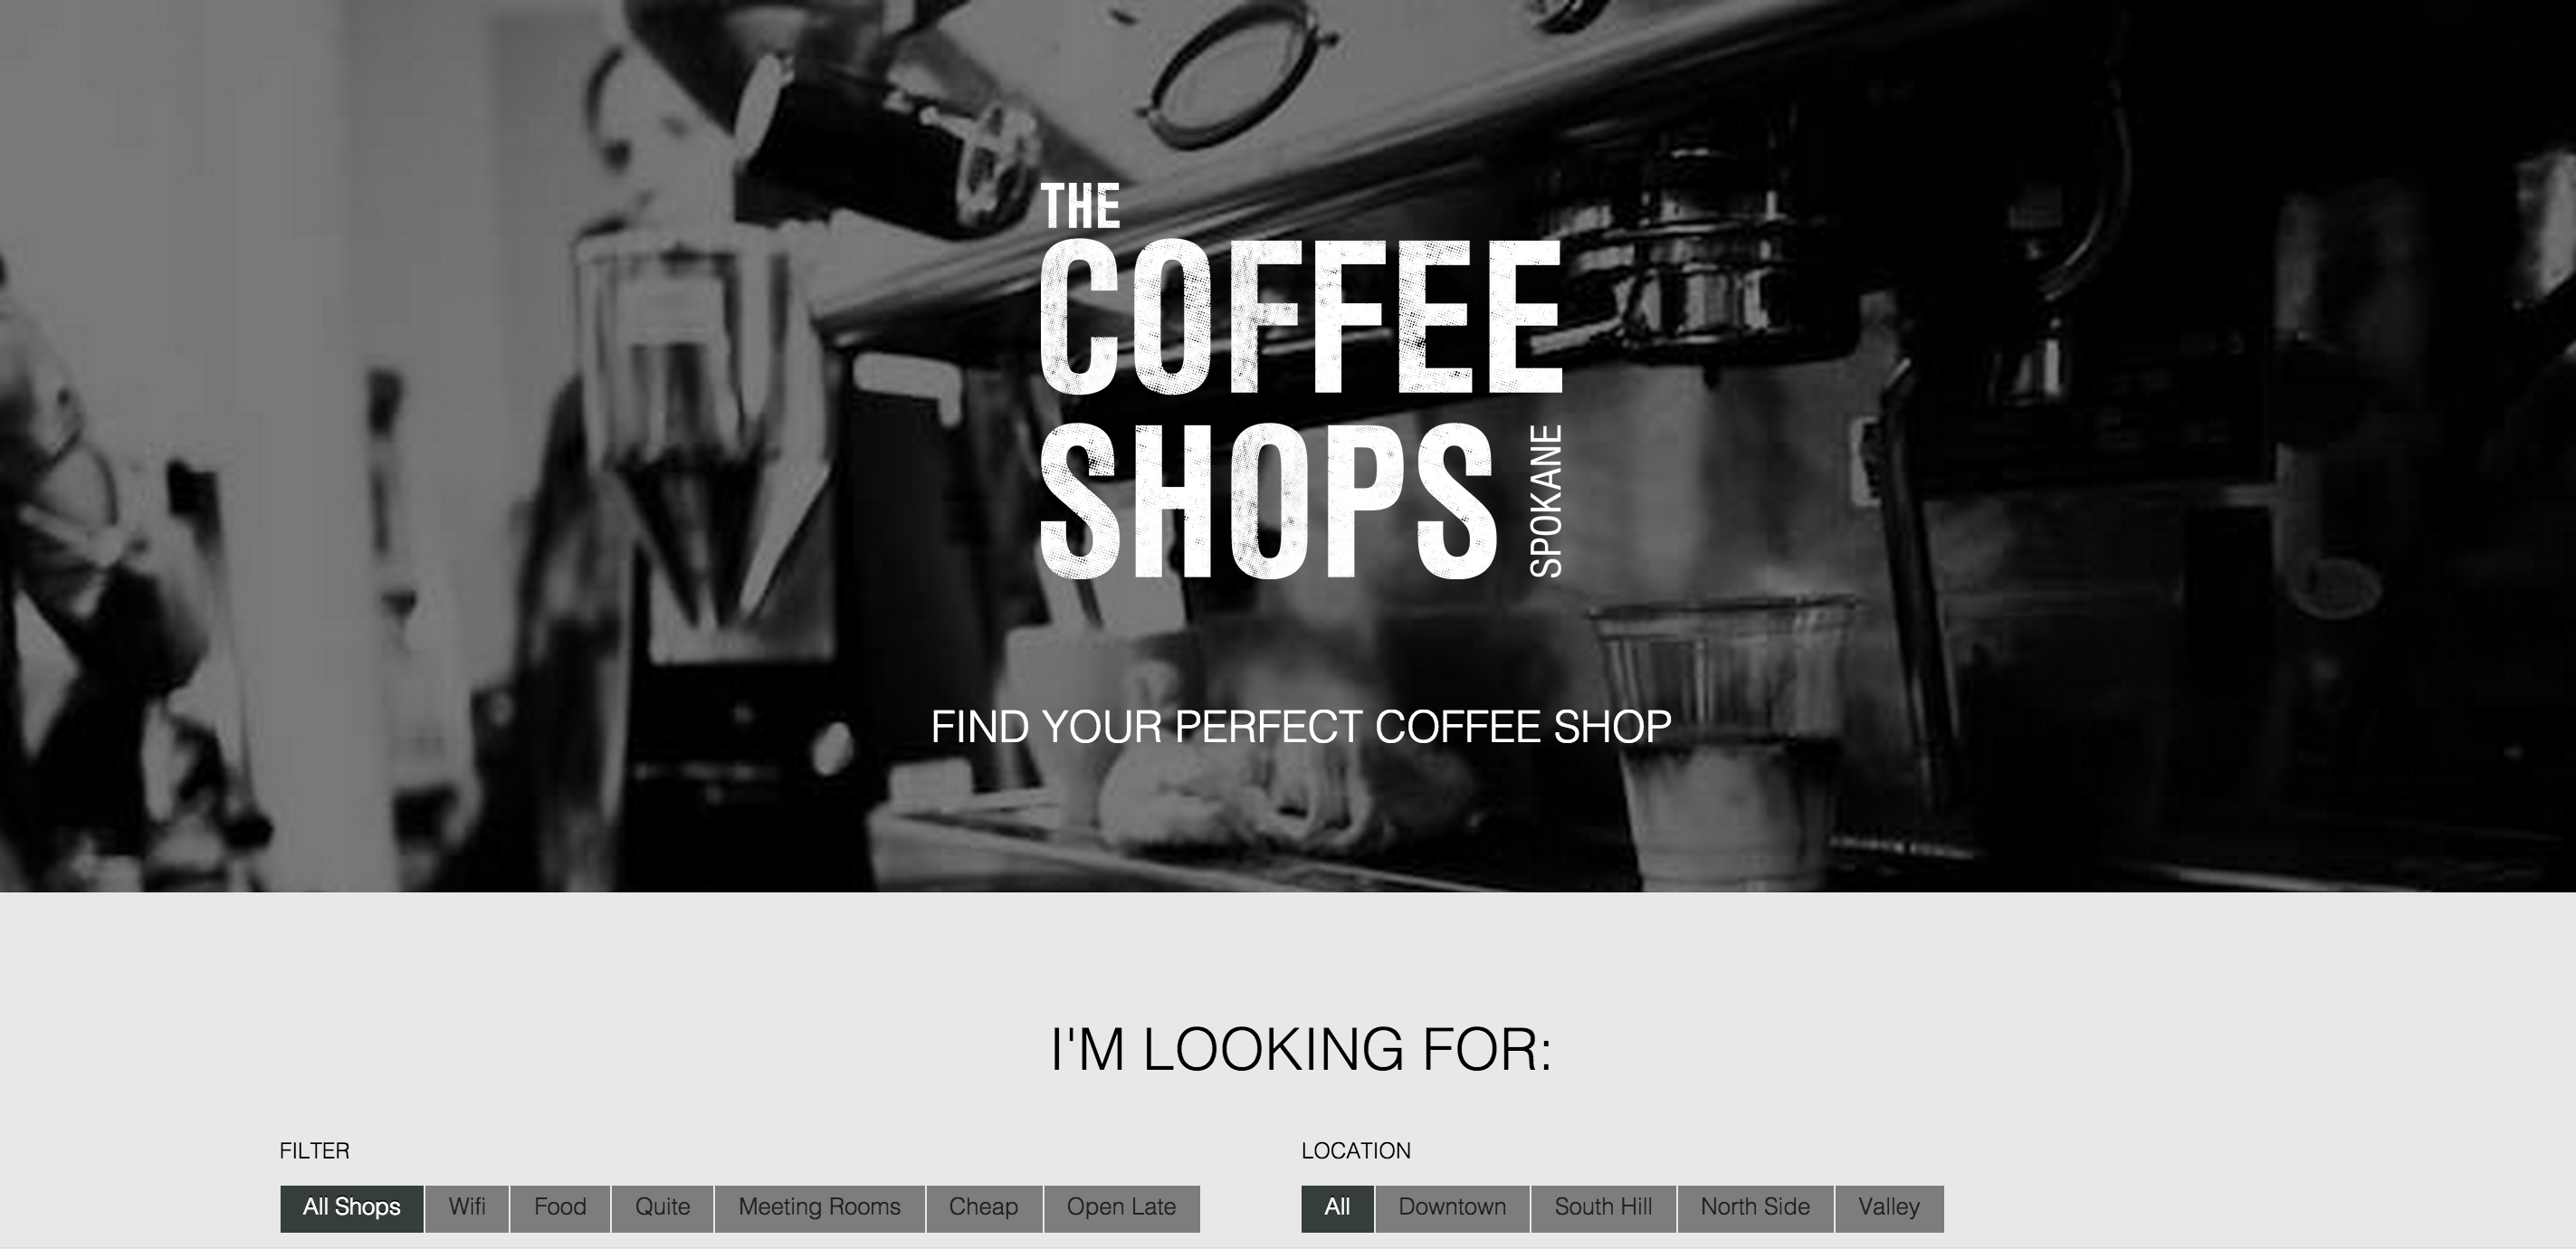 THE
COFFEE
SHOPS
SPOKANE
FIND YOUR PERFECT COFFEE SHOP
I'M LOOKING FOR:
FILTER
All Shops Wifi Food Quite Meeting Rooms Cheap Open Late
LOCATION
All Downtown South Hill North Side Valley